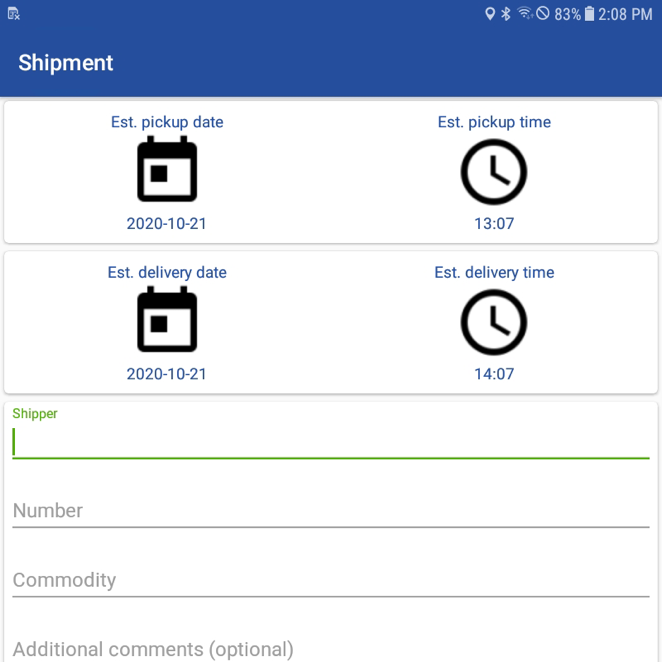 83% 2:08 PM
Shipment
Est. pickup date
Est. pickup time
2020-10-21
13:07
Est. delivery date
Est. delivery time
2020-10-21
14:07
Shipper
Number
Commodity
Additional comments (optional)